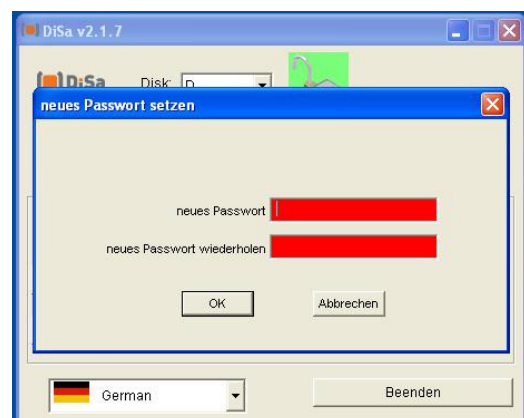 DiSa v2.1.7
DiSa Disk: D
neues Passwort setzen
neues Passwort
neues Passwort wiederholen
OK Abbrechen
German Beenden